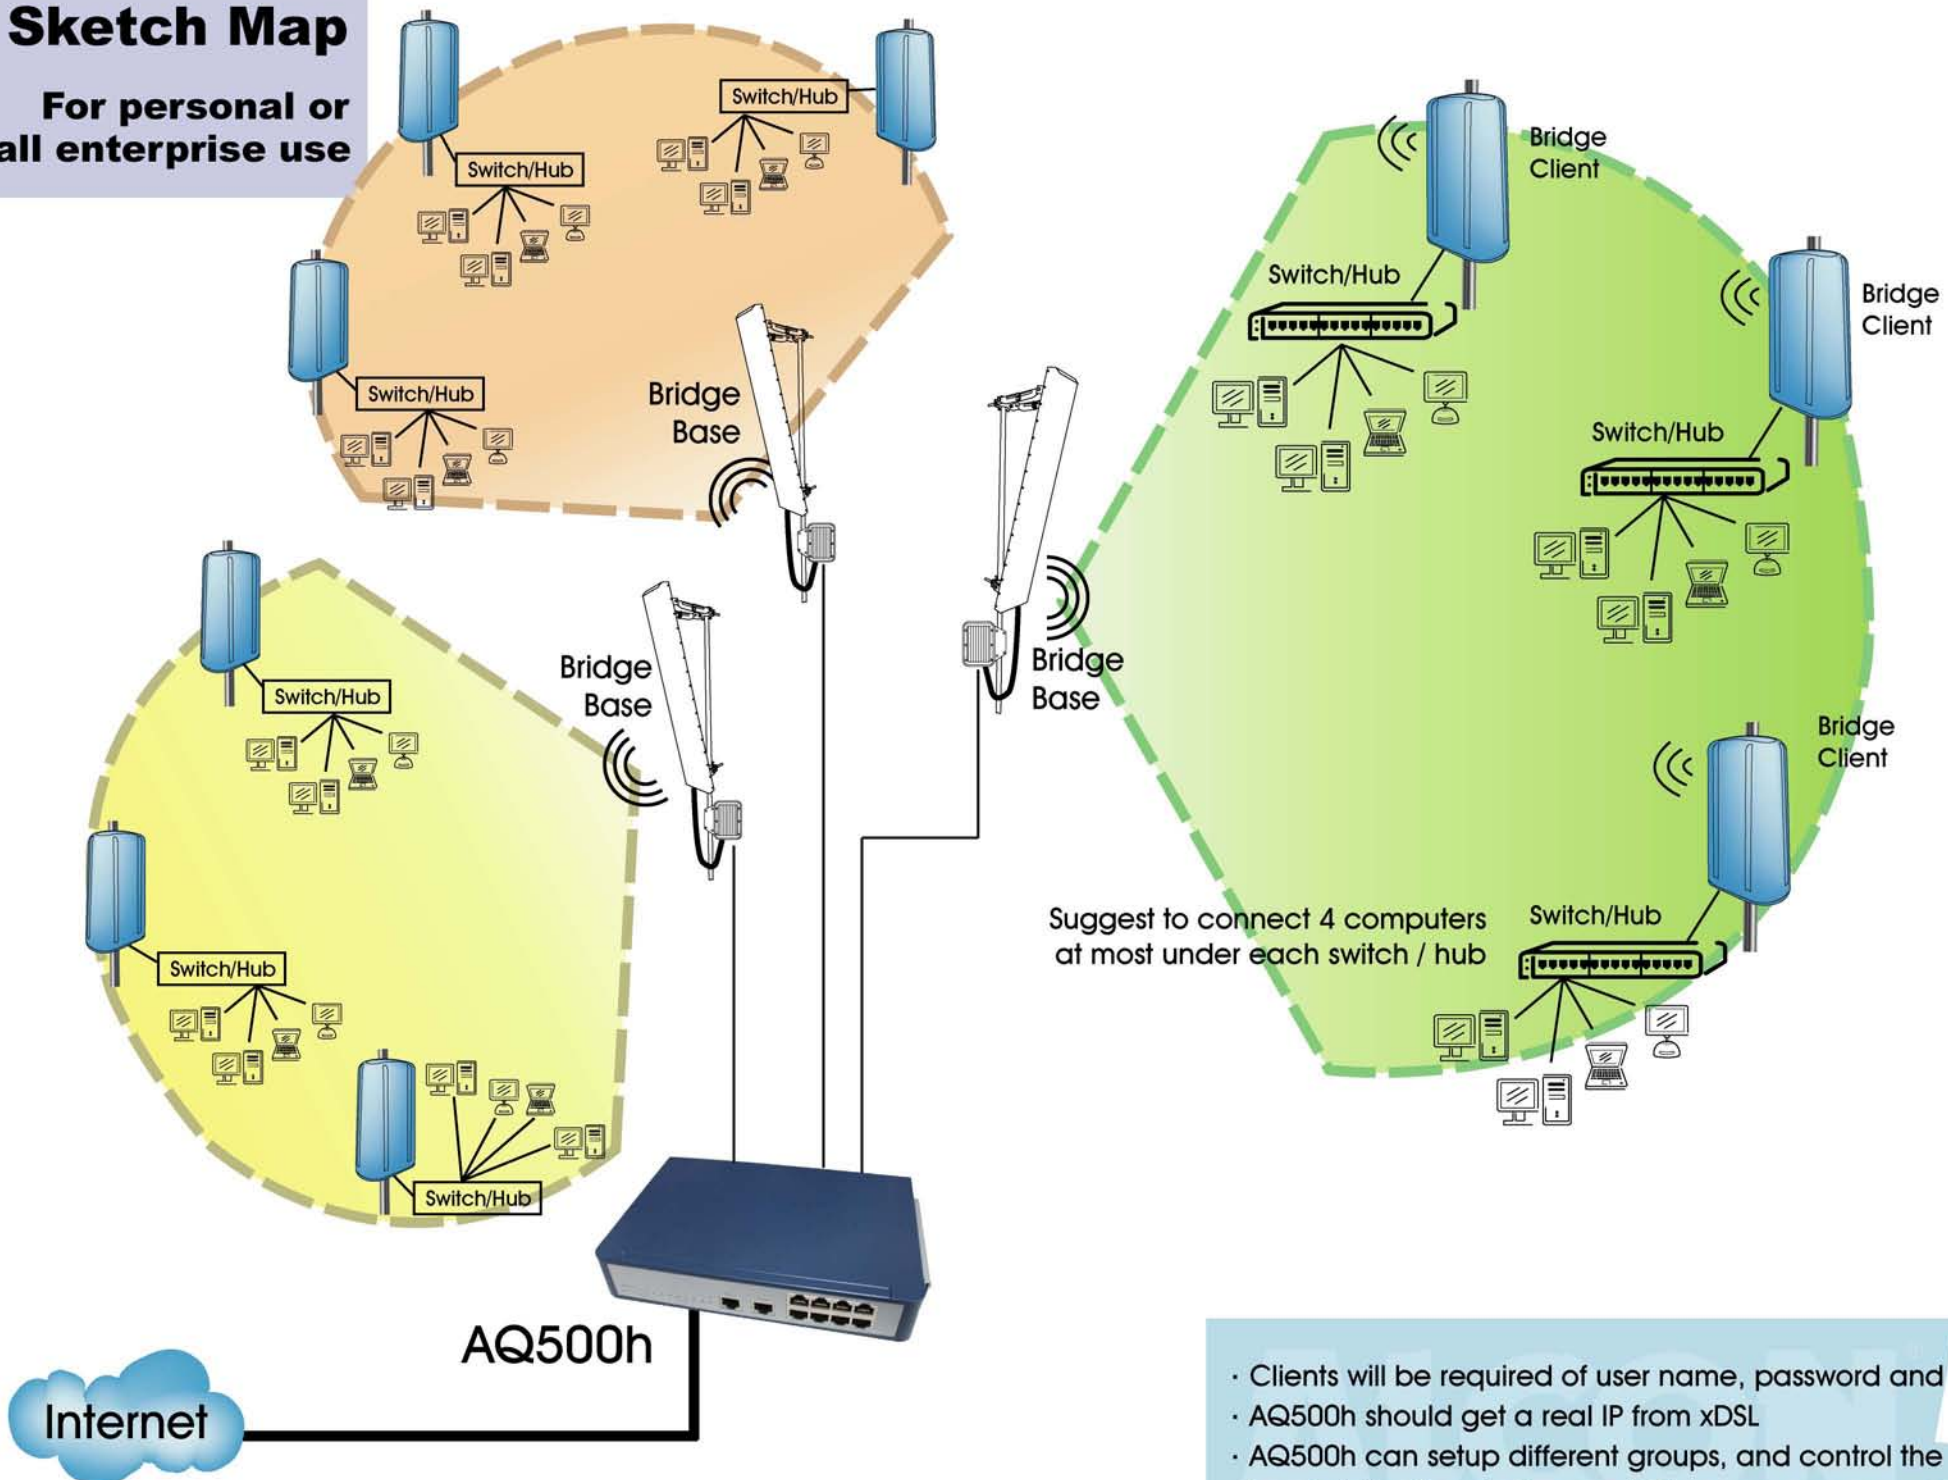 Sketch Map
For personal or
all enterprise use
Switch/Hub
Switch/Hub
Switch/Hub
Bridge
Base
Bridge
Client
Switch/Hub
Bridge
Client
Switch/Hub
Bridge
Base
Bridge
Base
Switch/Hub
Bridge
Client
Suggest to connect 4 computers
at most under each switch / hub
Switch/Hub
Switch/Hub
Switch/Hub
AQ500h
Internet
· Clients will be required of user name, password and
· AQ500h should get a real IP from xDSL
· AQ500h can setup different groups, and control the